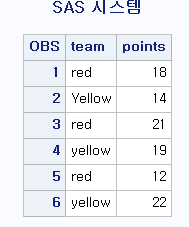 SAS 시스템
OBS team points
1 red 18
2 Yellow 14
3 red 21
4 yellow 19
5 red 12
6 yellow 22